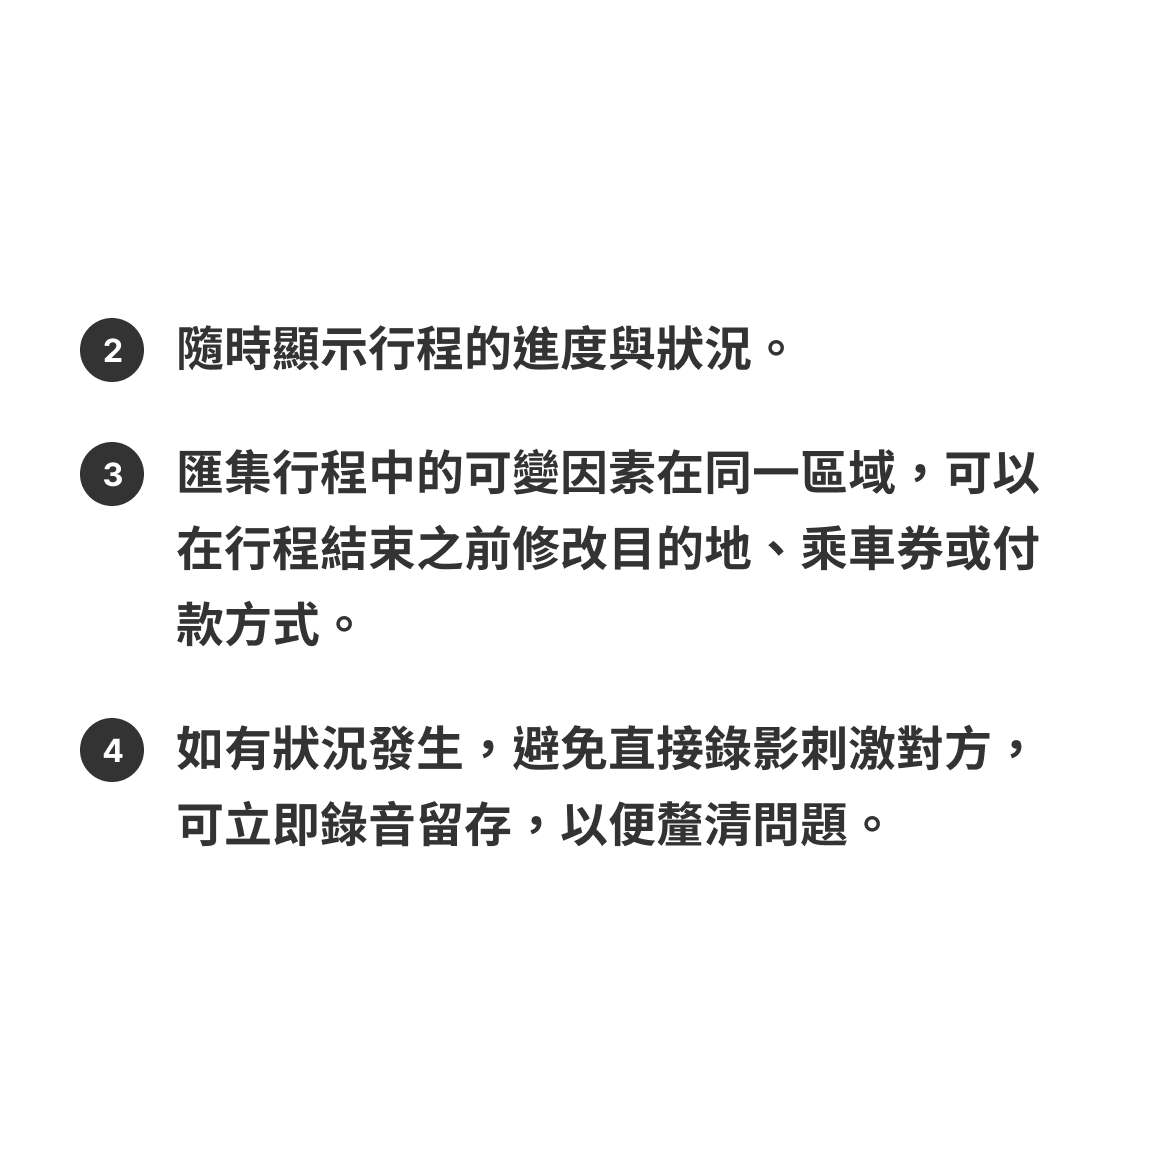 2 隨時顯示行程的進度與狀況。
3 匯集行程中的可變因素在同一區域，可以
在行程結束之前修改目的地、乘車券或付
款方式。
4 如有狀況發生，避免直接錄影刺激對方，
可立即錄音留存，以便釐清問題。